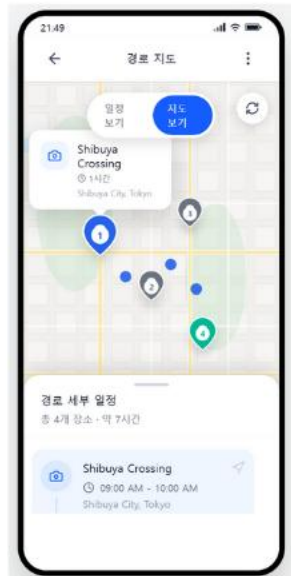 21:49
경로 지도
일정
보기
지도
보기
Shibuya
Crossing
1시간
Shibuya City, Tokyo
3
1
2
4
경로 세부 일정
총 4개 장소 · 약 7시간
Shibuya Crossing
09:00 AM - 10:00 AM
Shibuya City, Tokyo